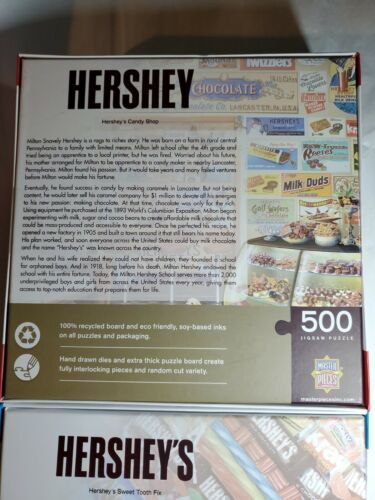 HERSHEY
Hershey's Candy Shop
Milton Snavely Hershey is a rags to riches story. He was born on a farm in rural central
Pennsylvania to a family with limited means. Milton left school after the 4th grade and
tried being an apprentice to a local printer, but he was fired. Worried about his future,
his mother arranged for Milton to be apprentice to a candy maker in nearby Lancaster,
Pennsylvania. Milton found his passion. But it would take years and many failed ventures
before Milton would make his fortune.
Eventually, he found success in candy by making caramels in Lancaster. But not being
content, he would later sell his caramel company for $1 million to devote all his energies
to his new passion: making chocolate. At that time, chocolate was only for the rich.
Using equipment he purchased at the 1893 World's Columbian Exposition, Milton began
experimenting with milk, sugar and cocoa beans to create affordable milk chocolate that
could be mass produced and accessible to everyone. Once he perfected his recipe, he
opened a new factory in 1905 and built a town around it that all bears his name today.
His plan worked, and soon everyone across the United States could buy milk chocolate
and the name "Hershey's" was known across the country.
When he and his wife realized they could not have children, they founded a school
for orphaned boys. And in 1918, long before his death, Milton Hershey endowed the
school with his entire fortune. Today, the Milton Hershey School serves more than 2,000
underprivileged boys and girls from across the United States every year, giving them
access to top-notch education that prepares them for life.
TWIZZLERS
CHOCOLATE
LANCASTER, PA. U.S.A.
HERSHEY'S
Reeses
Milk Duds
Golf Wafers
100% recycled board and eco friendly, soy-based inks
on all puzzles and packaging.
Hand drawn dies and extra thick puzzle board create
fully interlocking pieces and random cut variety.
500
JIGSAW PUZZLE
MASTER
PIECES
masterpiecesinc.com
HERSHEY'S
Hershey's Sweet Tooth Fix